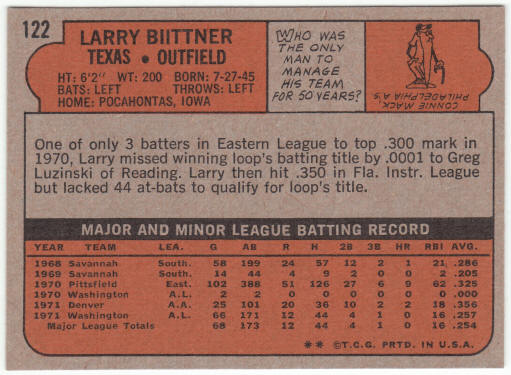 122
LARRY BIITTNER
TEXAS • OUTFIELD
HT: 6'2" WT: 200 BORN: 7-27-45
BATS: LEFT THROWS: LEFT
HOME: POCAHONTAS, IOWA
WHO WAS
THE ONLY
MAN TO
MANAGE
HIS TEAM
FOR 50 YEARS?
CONNIE MACK,
PHILADELPHIA A'S
One of only 3 batters in Eastern League to top .300 mark in
1970, Larry missed winning loop's batting title by .0001 to Greg
Luzinski of Reading. Larry then hit .350 in Fla. Instr. League
but lacked 44 at-bats to qualify for loop's title.
MAJOR AND MINOR LEAGUE BATTING RECORD
YEAR TEAM LEA. G AB R H 2B 3B HR RBI AVG.
1968 Savannah South. 58 199 24 57 12 2 1 21 .286
1969 Savannah South. 14 44 4 9 2 0 0 2 .205
1970 Pittsfield East. 102 388 51 126 27 6 9 62 .325
1970 Washington A.L. 2 2 0 0 0 0 0 0 .000
1971 Denver A.A. 25 101 20 36 10 2 2 18 .356
1971 Washington A.L. 66 171 12 44 4 1 0 16 .257
Major League Totals 68 173 12 44 4 1 0 16 .254
** ©T.C.G. PRTD. IN U.S.A.